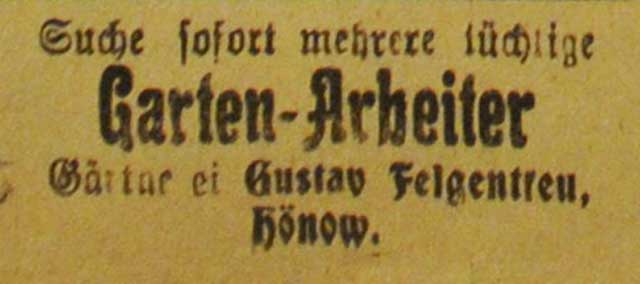 Suche sofort mehrere tüchtige
Garten-Arbeiter
Gärtnerei Gustav Felgentreu,
Hönow.